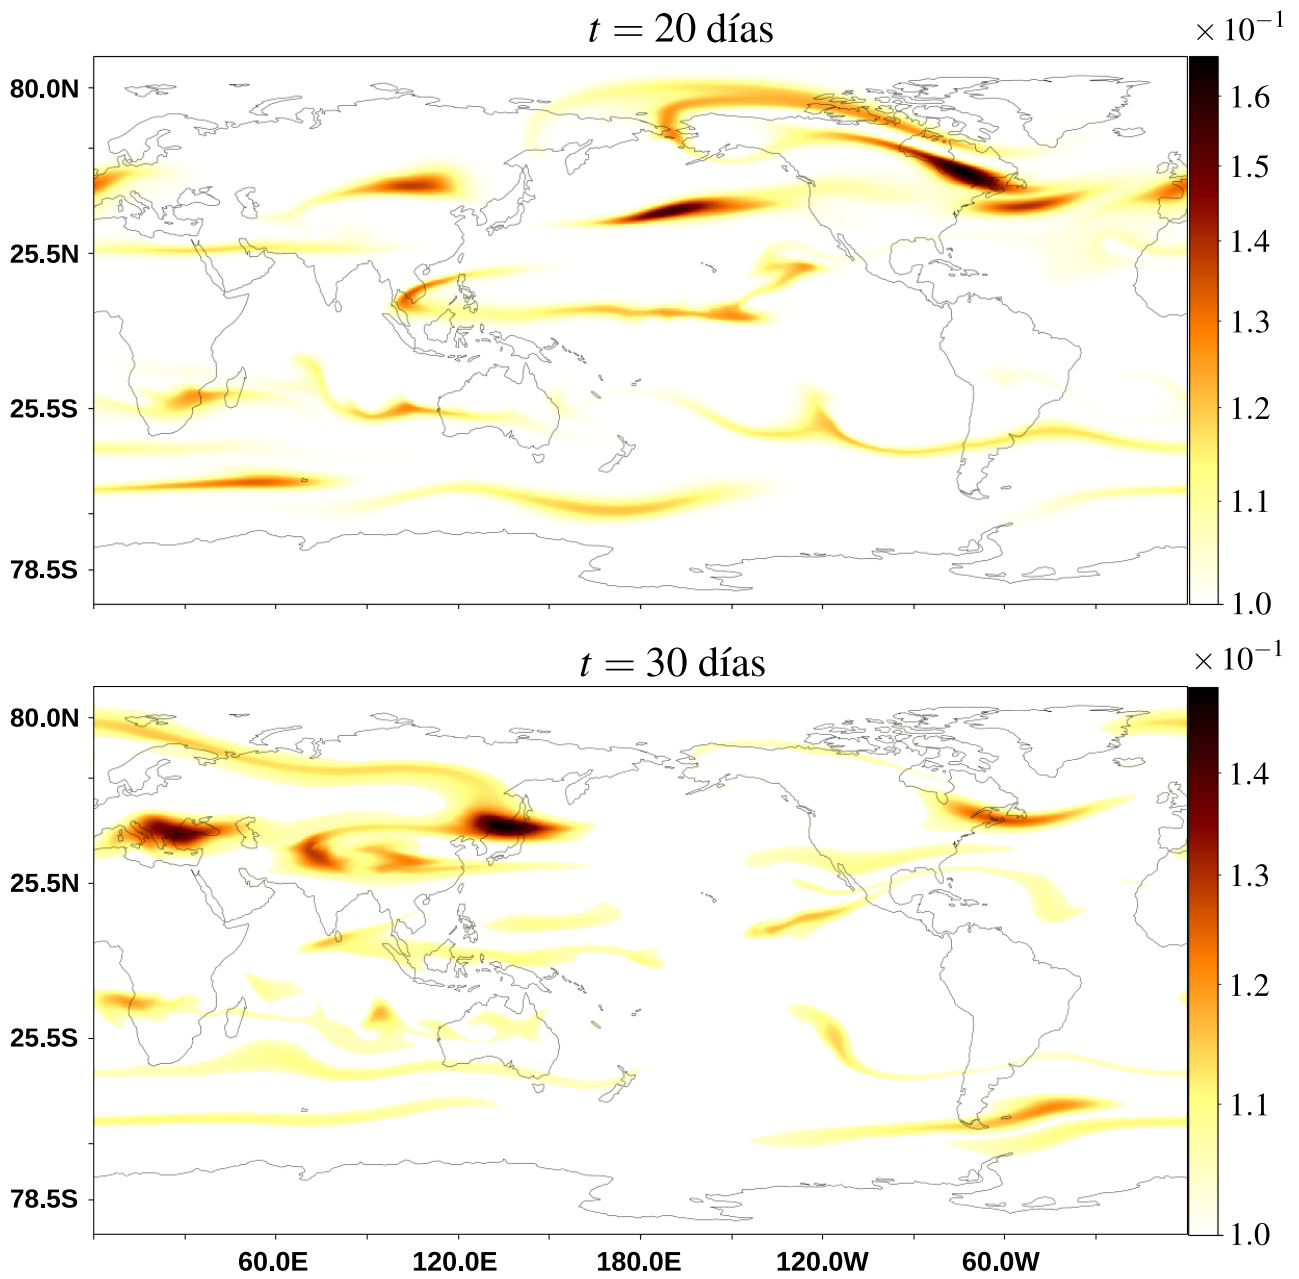 t = 20 días
× 10⁻¹
80.0N
25.5N
25.5S
78.5S
1.6
1.5
1.4
1.3
1.2
1.1
1.0
t = 30 días
× 10⁻¹
80.0N
25.5N
25.5S
78.5S
1.4
1.3
1.2
1.1
1.0
60.0E 120.0E 180.0E 120.0W 60.0W